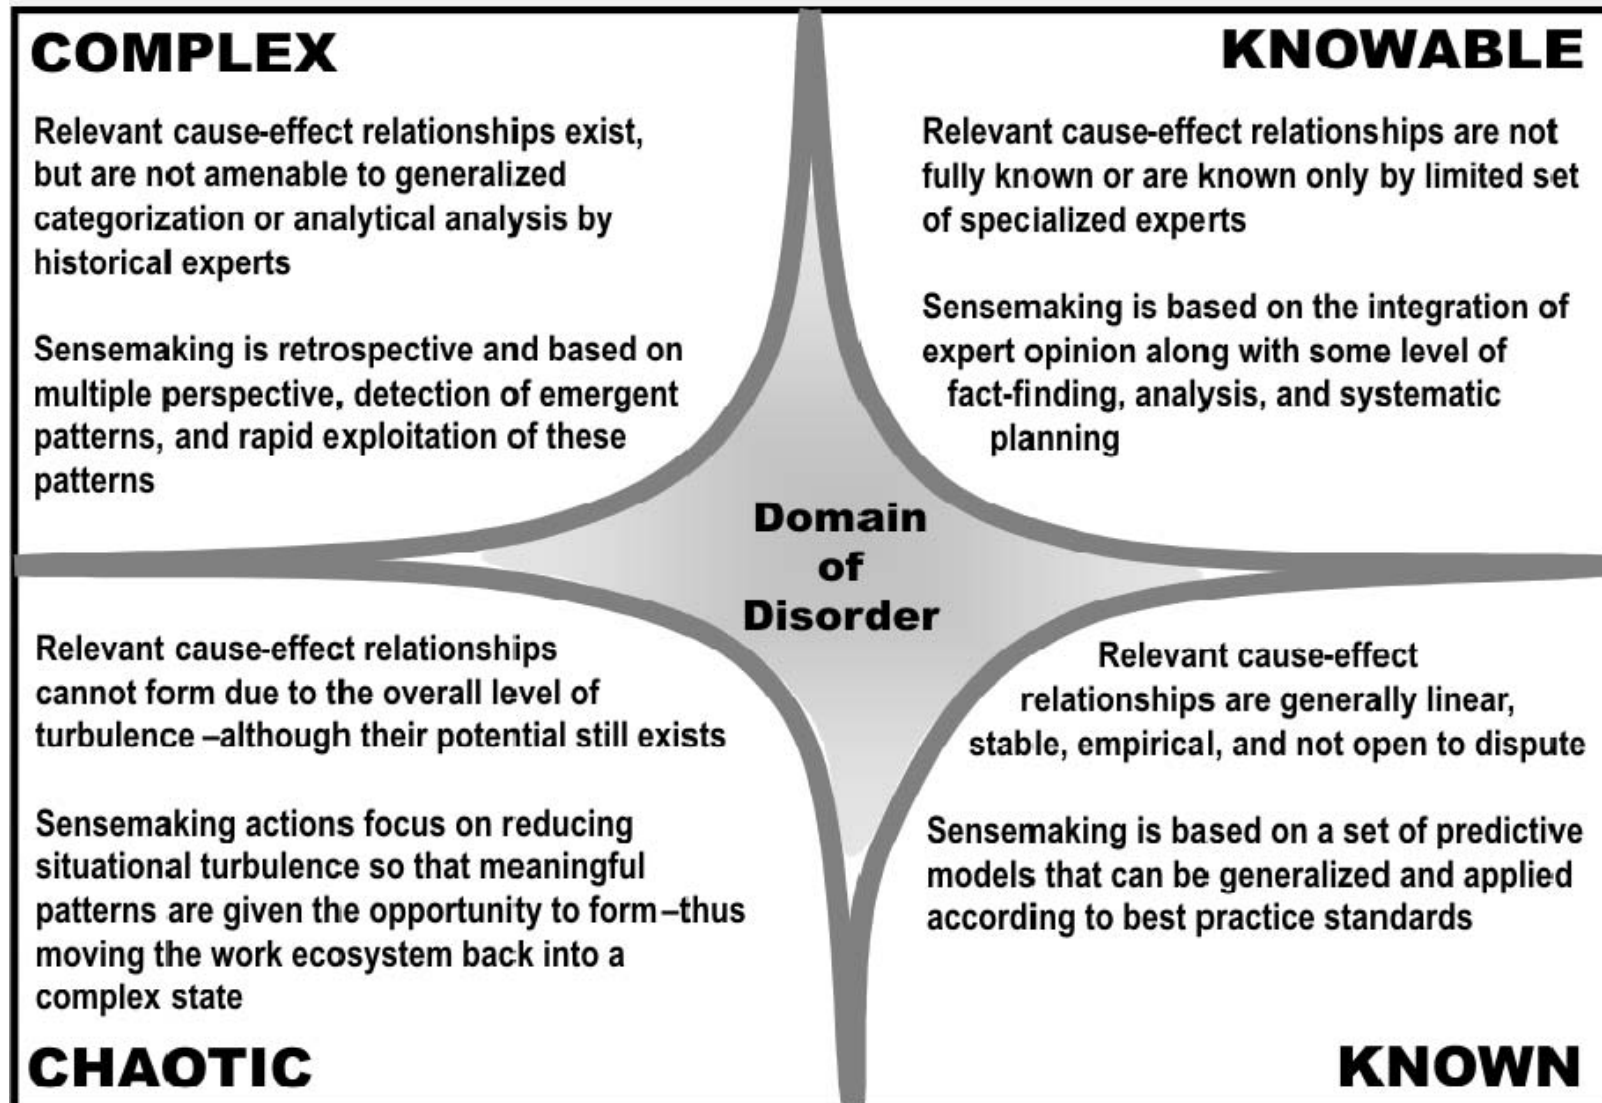 COMPLEX
Relevant cause-effect relationships exist,
but are not amenable to generalized
categorization or analytical analysis by
historical experts
Sensemaking is retrospective and based on
multiple perspective, detection of emergent
patterns, and rapid exploitation of these
patterns
KNOWABLE
Relevant cause-effect relationships are not
fully known or are known only by limited set
of specialized experts
Sensemaking is based on the integration of
expert opinion along with some level of
fact-finding, analysis, and systematic
planning
Domain
of
Disorder
Relevant cause-effect relationships
cannot form due to the overall level of
turbulence –although their potential still exists
Sensemaking actions focus on reducing
situational turbulence so that meaningful
patterns are given the opportunity to form–thus
moving the work ecosystem back into a
complex state
CHAOTIC
Relevant cause-effect
relationships are generally linear,
stable, empirical, and not open to dispute
Sensemaking is based on a set of predictive
models that can be generalized and applied
according to best practice standards
KNOWN